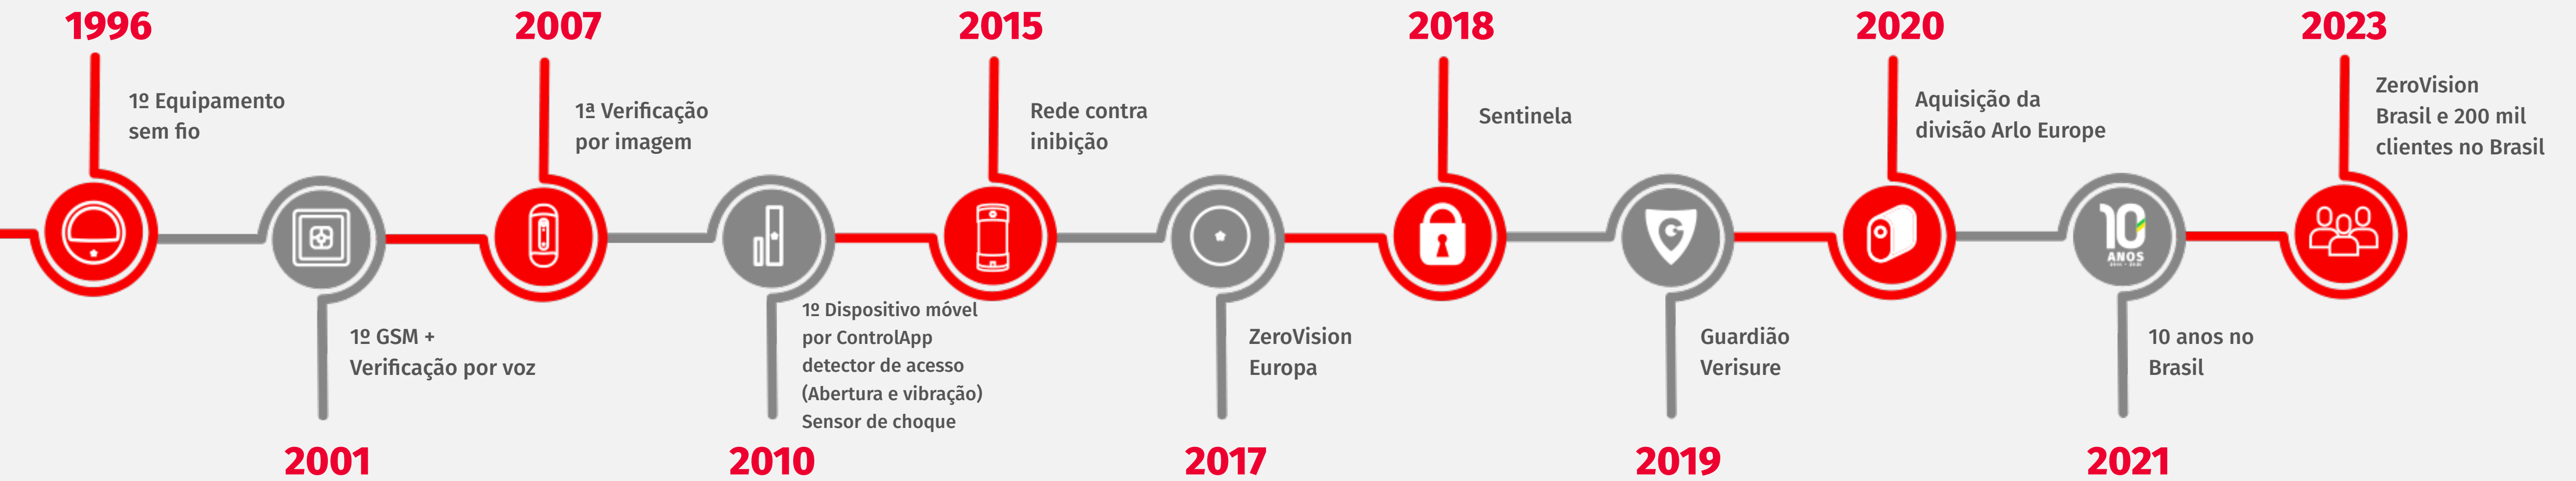 1996
1º Equipamento
sem fio
2001
1º GSM +
Verificação por voz
2007
1ª Verificação
por imagem
2010
1º Dispositivo móvel
por ControlApp
detector de acesso
(Abertura e vibração)
Sensor de choque
2015
Rede contra
inibição
2017
ZeroVision
Europa
2018
Sentinela
2019
Guardião
Verisure
G
2020
Aquisição da
divisão Arlo Europe
2021
10 anos no
Brasil
10
ANOS
2023
ZeroVision
Brasil e 200 mil
clientes no Brasil